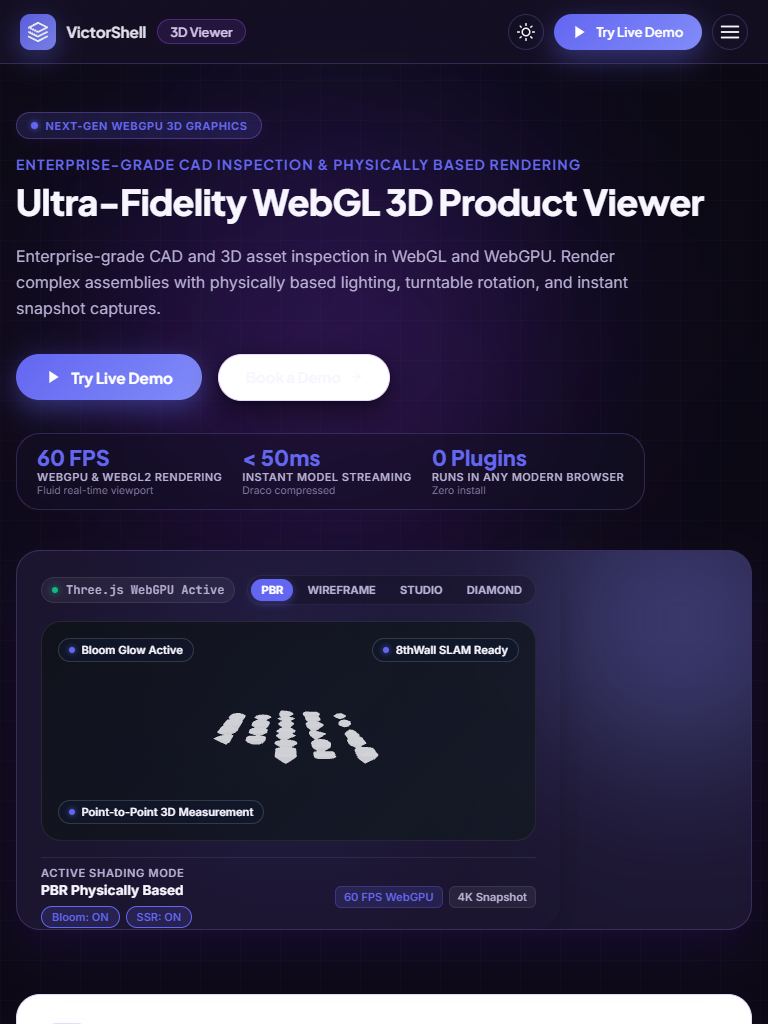 VictorShell
3D Viewer
Try Live Demo
NEXT-GEN WEBGPU 3D GRAPHICS
ENTERPRISE-GRADE CAD INSPECTION & PHYSICALLY BASED RENDERING
Ultra-Fidelity WebGL 3D Product Viewer
Enterprise-grade CAD and 3D asset inspection in WebGL and WebGPU. Render
complex assemblies with physically based lighting, turntable rotation, and instant
snapshot captures.
Try Live Demo
Book a Demo →
60 FPS
WEBGPU & WEBGL2 RENDERING
Fluid real-time viewport
< 50ms
INSTANT MODEL STREAMING
Draco compressed
0 Plugins
RUNS IN ANY MODERN BROWSER
Zero install
Three.js WebGPU Active
PBR
WIREFRAME
STUDIO
DIAMOND
Bloom Glow Active
8thWall SLAM Ready
Point-to-Point 3D Measurement
ACTIVE SHADING MODE
PBR Physically Based
Bloom: ON
SSR: ON
60 FPS WebGPU
4K Snapshot